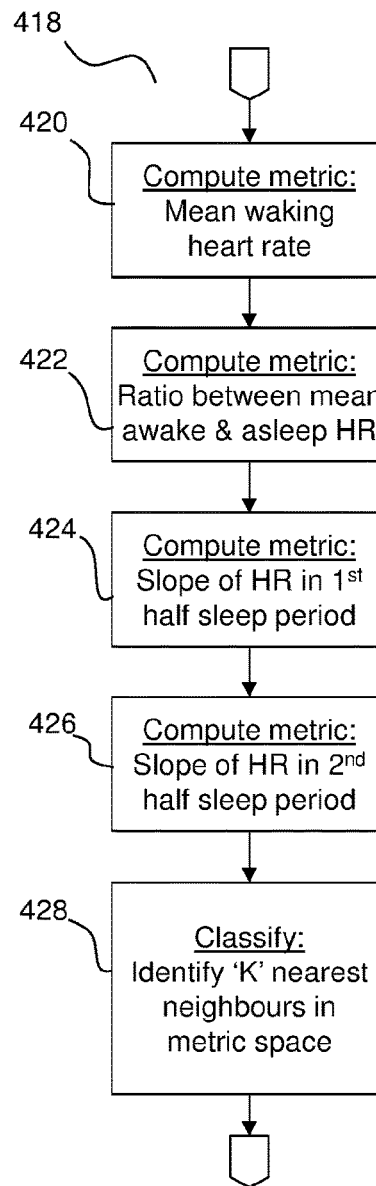 418
420
Compute metric:
Mean waking
heart rate
422
Compute metric:
Ratio between mean
awake & asleep HR
424
Compute metric:
Slope of HR in 1st
half sleep period
426
Compute metric:
Slope of HR in 2nd
half sleep period
428
Classify:
Identify 'K' nearest
neighbours in
metric space